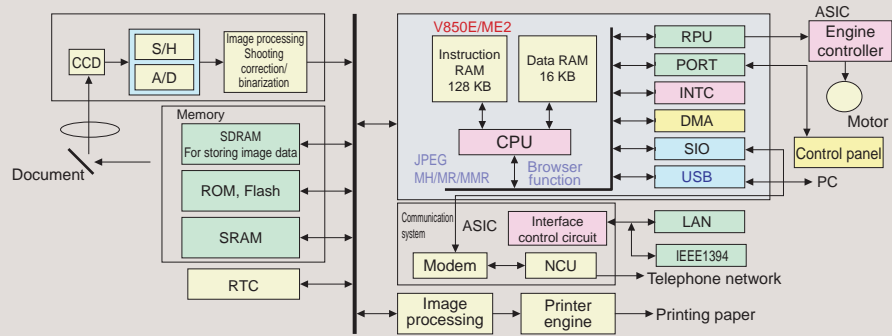 CCD
S/H
A/D
Image processing
Shooting
correction/
binarization
Memory
SDRAM
For storing image data
ROM, Flash
SRAM
Document
RTC
V850E/ME2
Instruction
RAM
128 KB
Data RAM
16 KB
CPU
JPEG
MH/MR/MMR
Browser
function
RPU
PORT
INTC
DMA
SIO
USB
ASIC
Engine
controller
Motor
Control panel
PC
Communication
system
ASIC
Interface
control circuit
LAN
IEEE1394
Modem
NCU
Telephone network
Image
processing
Printer
engine
Printing paper